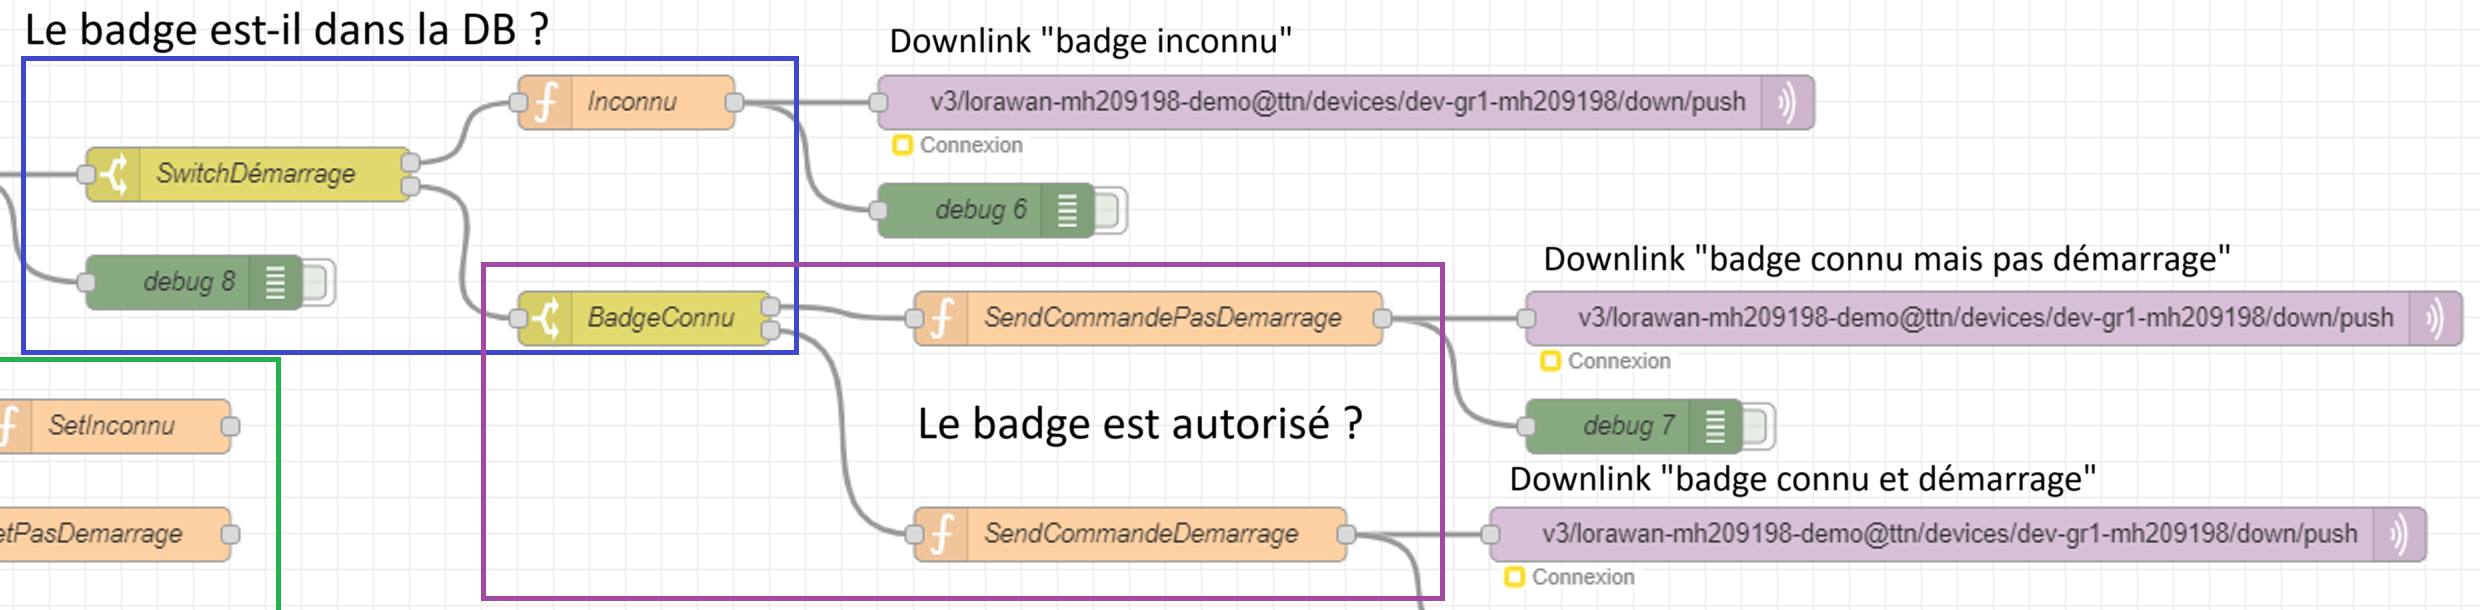 Le badge est-il dans la DB ?
Downlink "badge inconnu"
Inconnu
v3/lorawan-mh209198-demo@ttn/devices/dev-gr1-mh209198/down/push
Connexion
SwitchDémarrage
debug 6
debug 8
Downlink "badge connu mais pas démarrage"
BadgeConnu
SendCommandePasDemarrage
v3/lorawan-mh209198-demo@ttn/devices/dev-gr1-mh209198/down/push
Connexion
Le badge est autorisé ?
SetInconnu
debug 7
Downlink "badge connu et démarrage"
etPasDemarrage
SendCommandeDemarrage
v3/lorawan-mh209198-demo@ttn/devices/dev-gr1-mh209198/down/push
Connexion